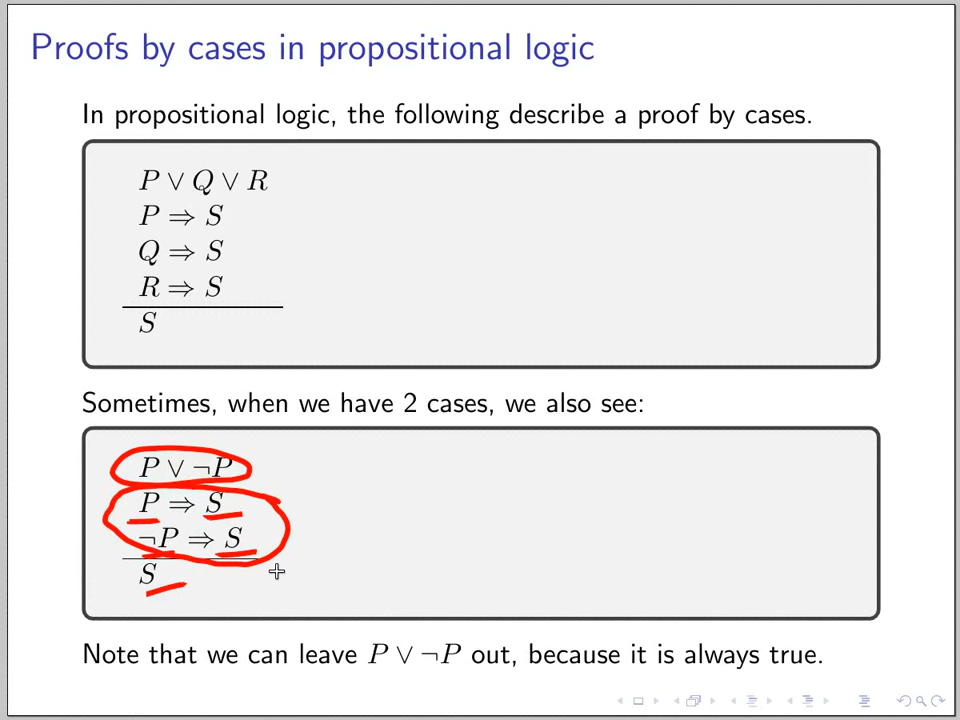 Proofs by cases in propositional logic
In propositional logic, the following describe a proof by cases.
P ∨ Q ∨ R
P ⇒ S
Q ⇒ S
R ⇒ S
S
Sometimes, when we have 2 cases, we also see:
P ∨ ¬P
P ⇒ S
¬P ⇒ S
S
Note that we can leave P ∨ ¬P out, because it is always true.